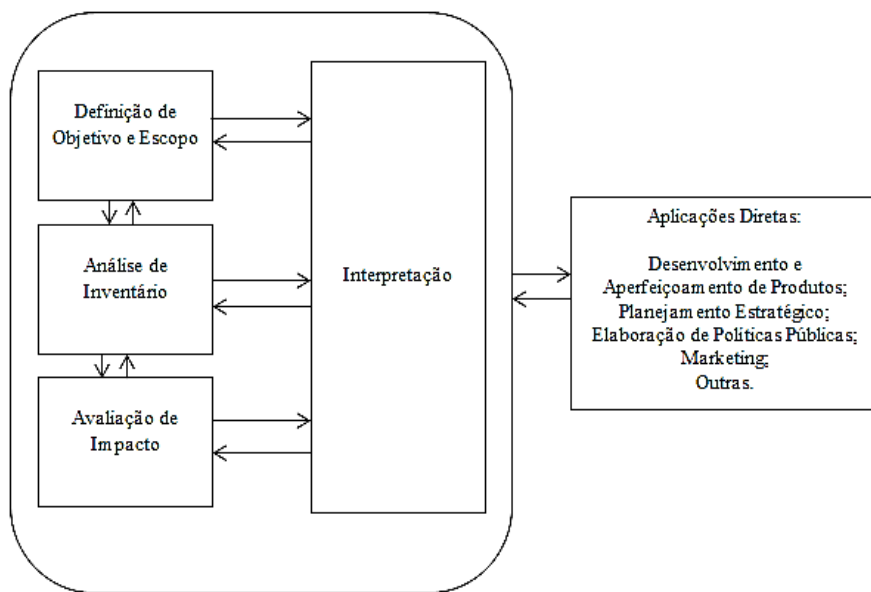 Definição de
Objetivo e Escopo
Análise de
Inventário
Avaliação de
Impacto
Interpretação
Aplicações Diretas:
Desenvolvimento e
Aperfeiçoamento de Produtos;
Planejamento Estratégico;
Elaboração de Políticas Públicas;
Marketing;
Outras.